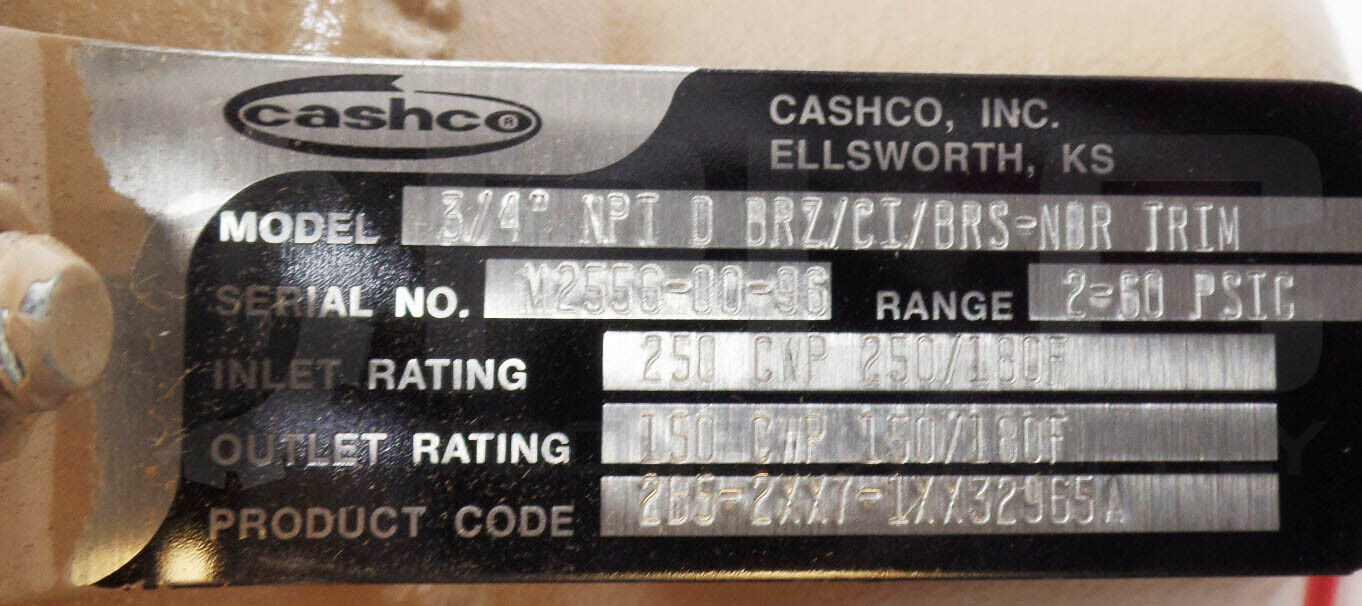 cashco®
CASHCO, INC.
ELLSWORTH, KS
MODEL 3/4" NPT D BRZ/CI/BRS-NBR TRIM
SERIAL NO. M2556-00-96 RANGE 2-60 PSIG
INLET RATING 250 CWP 250/180F
OUTLET RATING 150 CWP 150/180F
PRODUCT CODE 2B5-2XX7-1XX32965A